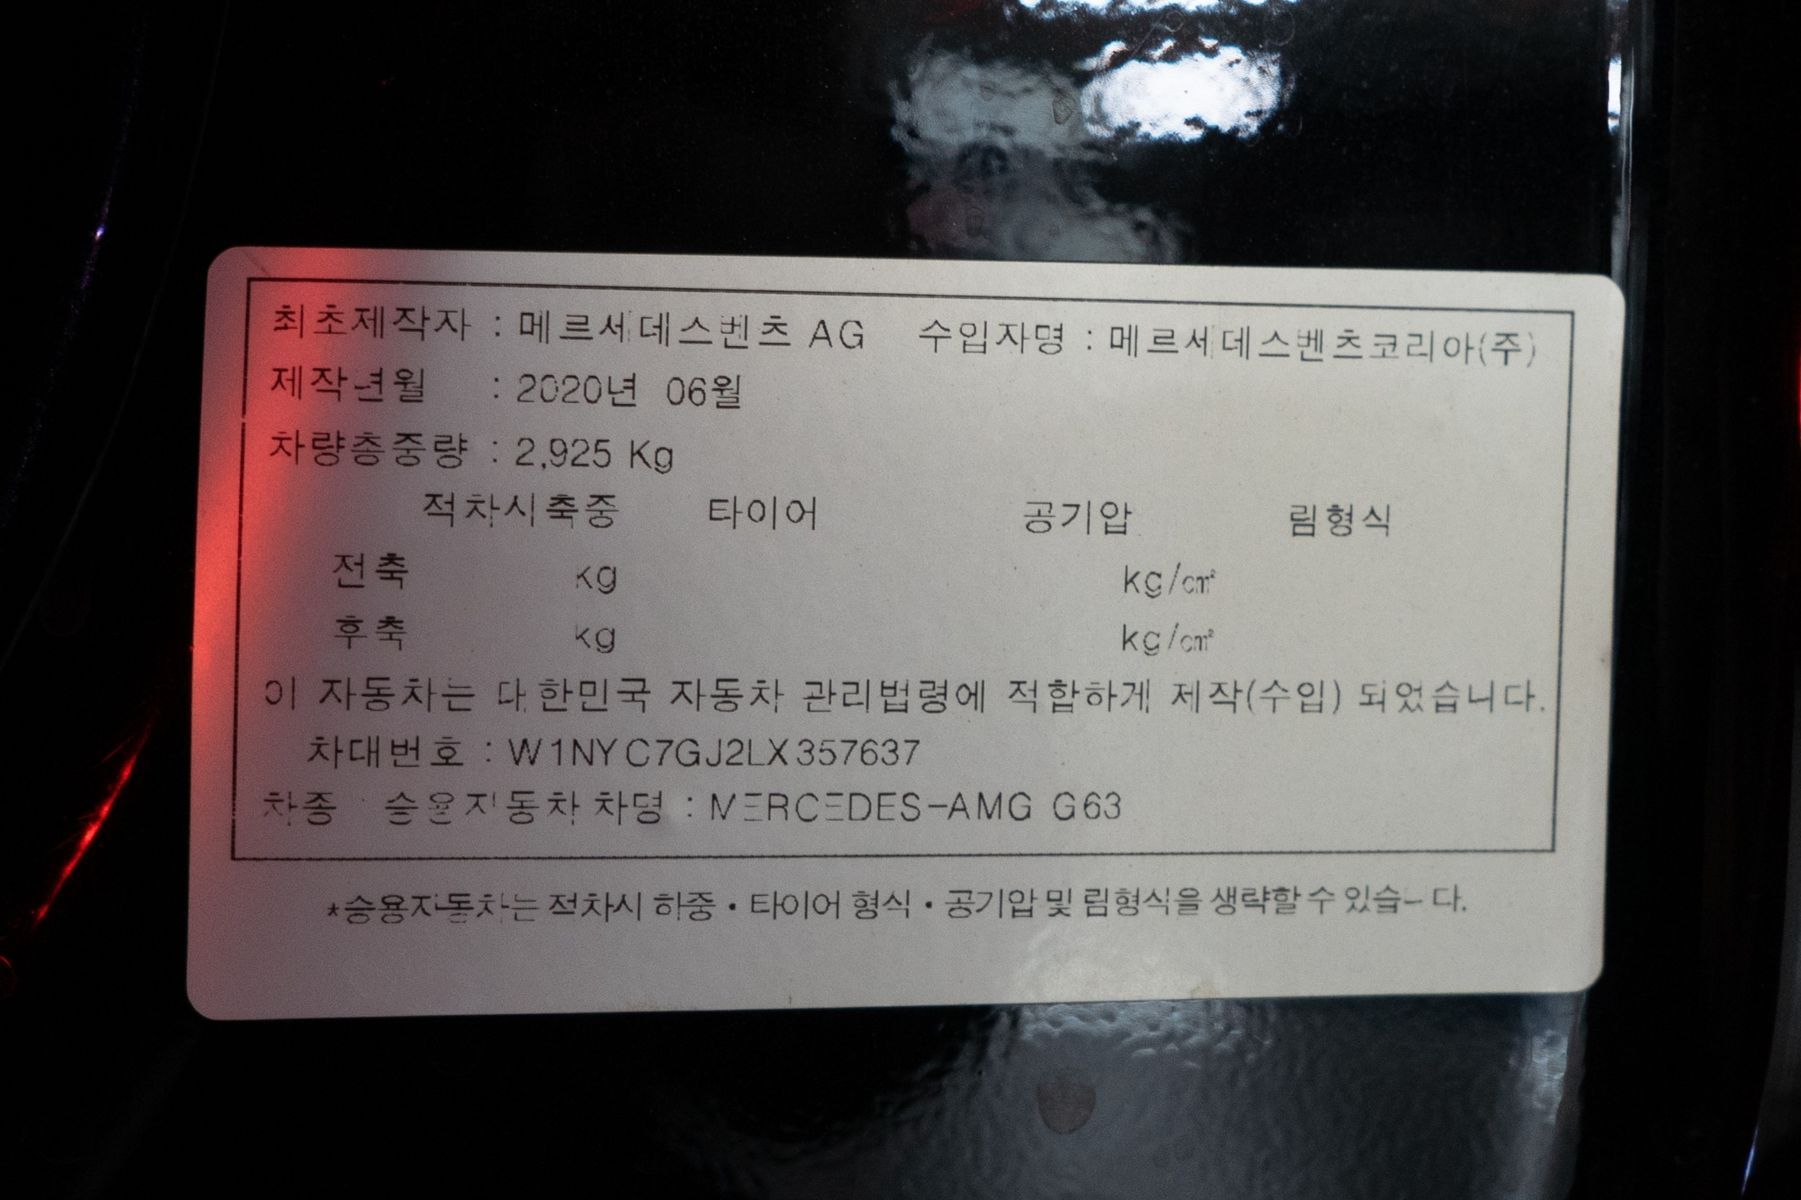 최초제작자 : 메르세데스벤츠 AG 수입자명 : 메르세데스벤츠코리아(주)
제작년월 : 2020년 06월
차량총중량 : 2,925 Kg
적차시축중 타이어 공기압 림형식
전축 kg kg/㎠
후축 kg kg/㎠
이 자동차는 대한민국 자동차 관리법령에 적합하게 제작(수입) 되었습니다.
차대번호 : W1NYC7GJ2LX357637
차종 : 승용자동차 차명 : MERCEDES-AMG G63
*승용자동차는 적차시 하중・타이어 형식・공기압 및 림형식을 생략할 수 있습니다.